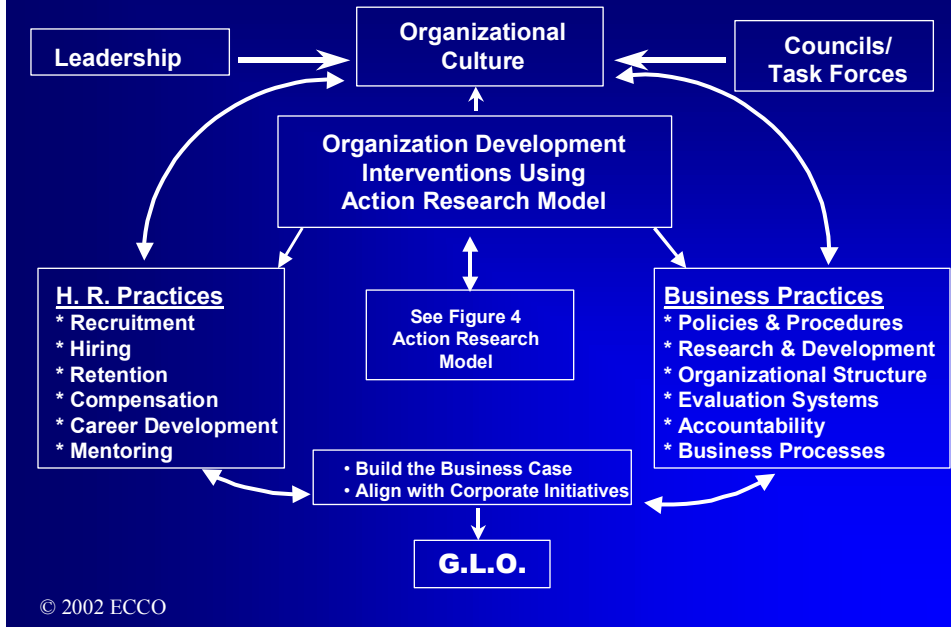 Leadership
Organizational
Culture
Councils/
Task Forces
Organization Development
Interventions Using
Action Research Model
H. R. Practices
* Recruitment
* Hiring
* Retention
* Compensation
* Career Development
* Mentoring
See Figure 4
Action Research
Model
Business Practices
* Policies & Procedures
* Research & Development
* Organizational Structure
* Evaluation Systems
* Accountability
* Business Processes
• Build the Business Case
• Align with Corporate Initiatives
G.L.O.
© 2002 ECCO